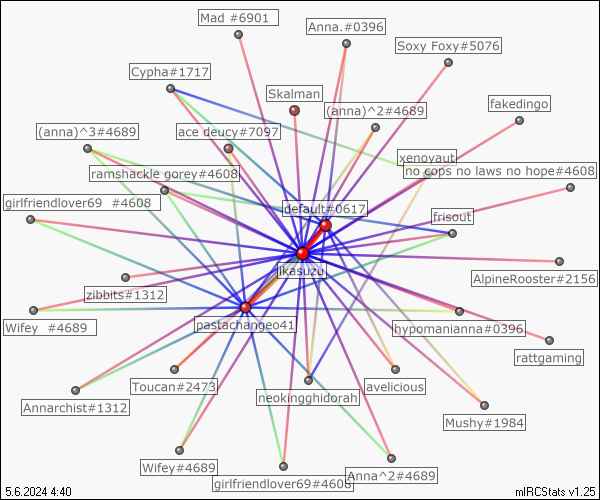 Mad #6901
Anna.#0396
Soxy Foxy#5076
Cypha#1717
Skalman
(anna)^2#4689
fakedingo
(anna)^3#4689
ace deucy#7097
xenoyaut
ramshackle gorey#4608
no cops no laws no hope#4608
girlfriendlover69 #4608
default#0617
frisout
jikasuzu
AlpineRooster#2156
zibbits#1312
Wifey #4689
pastachangeo41
hypomanianna#0396
rattgaming
Toucan#2473
avelicious
neokingghidorah
Annarchist#1312
Mushy#1984
Wifey#4689
Anna^2#4689
girlfriendlover69#4608
5.6.2024 4:40
mIRCStats v1.25